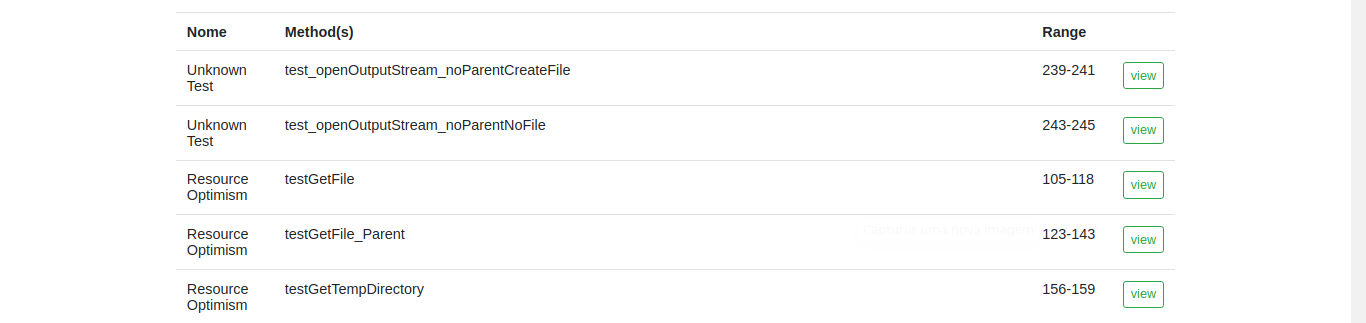 Nome Method(s) Range
Unknown Test test_openOutputStream_noParentCreateFile 239-241 view
Unknown Test test_openOutputStream_noParentNoFile 243-245 view
Resource Optimism testGetFile 105-118 view
Resource Optimism testGetFile_Parent 123-143 view
Resource Optimism testGetTempDirectory 156-159 view